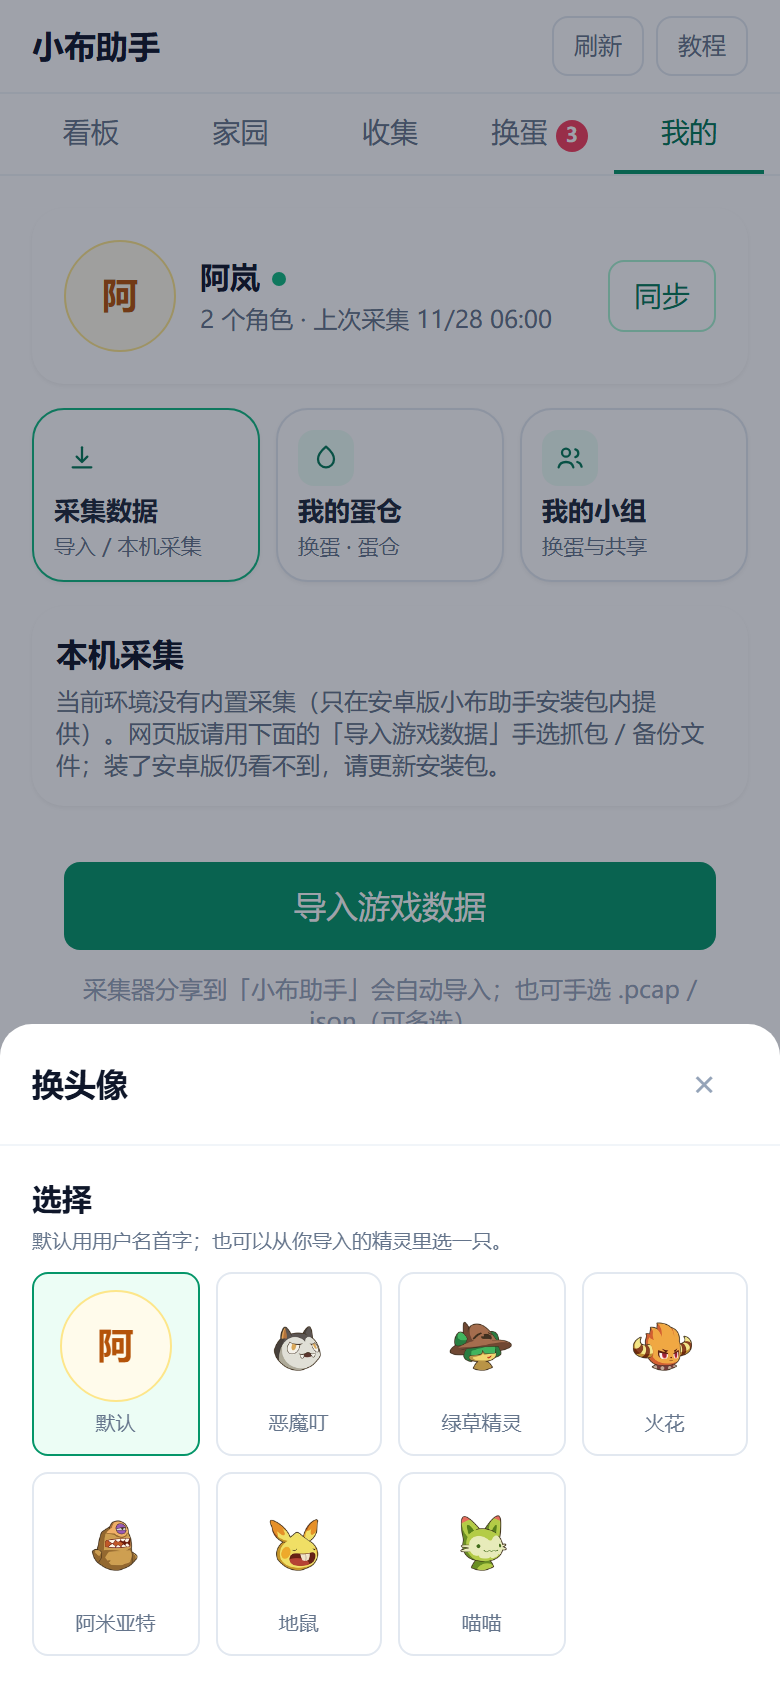 小布助手
刷新
教程
看板
家园
收集
换蛋 3
我的
阿
阿岚
2 个角色 · 上次采集 11/28 06:00
同步
采集数据
导入 / 本机采集
我的蛋仓
换蛋 · 蛋仓
我的小组
换蛋与共享
本机采集
当前环境没有内置采集（只在安卓版小布助手安装包内提
供）。网页版请用下面的「导入游戏数据」手选抓包 / 备份文
件；装了安卓版仍看不到，请更新安装包。
导入游戏数据
采集器分享到「小布助手」会自动导入；也可手选 .pcap /
json（可多选）
换头像
×
选择
默认用用户名首字；也可以从你导入的精灵里选一只。
阿
默认
恶魔叮
绿草精灵
火花
阿米亚特
地鼠
喵喵